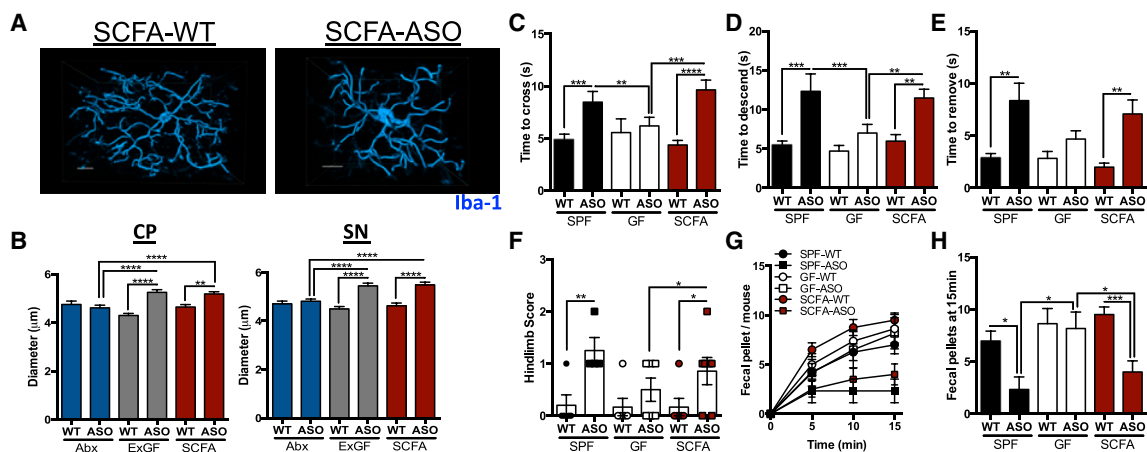 A
SCFA-WT
SCFA-ASO
Iba-1
B
CP
Diameter (μm)
6
4
2
0
**** 
****
****
**
WT ASO WT ASO WT ASO
Abx ExGF SCFA
SN
Diameter (μm)
6
4
2
0
****
****
****
****
WT ASO WT ASO WT ASO
Abx ExGF SCFA
C
Time to cross (s)
15
10
5
0
***
***
**
****
WT ASO WT ASO WT ASO
SPF GF SCFA
D
Time to descend (s)
20
15
10
5
0
*** ***
**
**
WT ASO WT ASO WT ASO
SPF GF SCFA
E
Time to remove (s)
15
10
5
0
**
**
WT ASO WT ASO WT ASO
SPF GF SCFA
F
Hindlimb Score
3
2
1
0
**
*
*
WT ASO WT ASO WT ASO
SPF GF SCFA
G
Fecal pellet / mouse
15
10
5
0
SPF-WT
SPF-ASO
GF-WT
GF-ASO
SCFA-WT
SCFA-ASO
0 5 10 15
Time (min)
H
Fecal pellets at 15min
15
10
5
0
*
*
*
***
WT ASO WT ASO WT ASO
SPF GF SCFA